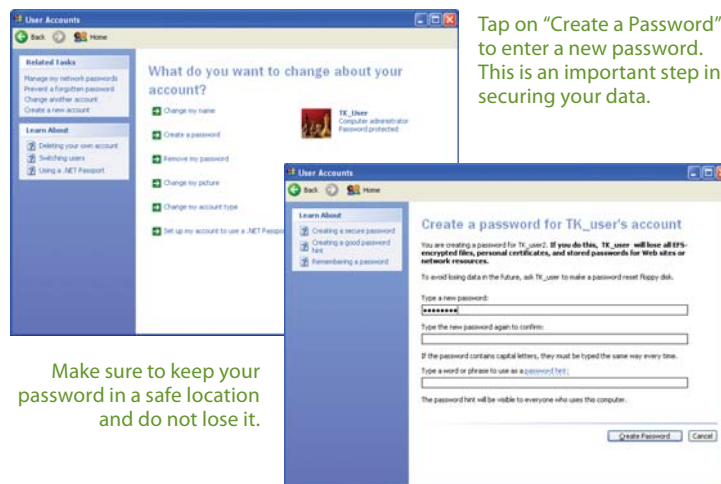 User Accounts
Back Home
Related Tasks
Manage my network passwords
Prevent a forgotten password
Change another account
Create a new account
Learn About
Deleting your own account
Switching users
Using a .NET Passport
What do you want to change about your
account?
Change my name
Create a password
Remove my password
Change my picture
Change my account type
Set up my account to use a .NET Passpor
TK_User
Computer administrator
Password protected
Tap on “Create a Password”
to enter a new password.
This is an important step in
securing your data.
User Accounts
Back Home
Learn About
Creating a secure password
Creating a good password
hint
Remembering a password
Create a password for TK_user's account
You are creating a password for TK_user2. If you do this, TK_user will lose all EFS-
encrypted files, personal certificates, and stored passwords for Web sites or
network resources.
To avoid losing data in the future, ask TK_user to make a password reset floppy disk.
Type a new password:
Type the new password again to confirm:
If the password contains capital letters, they must be typed the same way every time.
Type a word or phrase to use as a password hint:
The password hint will be visible to everyone who uses this computer.
Create Password Cancel
Make sure to keep your
password in a safe location
and do not lose it.